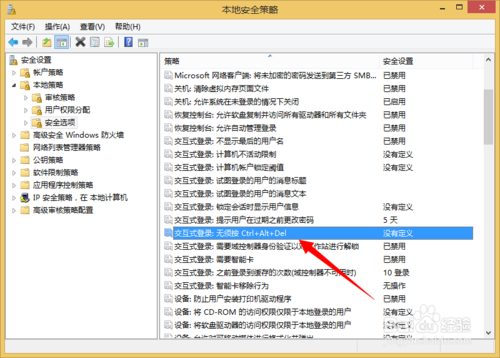 本地安全策略
文件(F) 操作(A) 查看(V) 帮助(H)
安全设置
帐户策略
本地策略
审核策略
用户权限分配
安全选项
高级安全 Windows 防火墙
网络列表管理器策略
公钥策略
软件限制策略
应用程序控制策略
IP 安全策略，在 本地计算机
高级审核策略配置
策略 安全设置
Microsoft 网络客户端: 将未加密的密码发送到第三方 SMB... 已禁用
关机: 清除虚拟内存页面文件 已禁用
关机: 允许系统在未登录的情况下关闭 已启用
恢复控制台: 允许软盘复制并访问所有驱动器和所有文件夹 已禁用
恢复控制台: 允许自动管理登录 已禁用
交互式登录: 不显示最后的用户名 已禁用
交互式登录: 计算机不活动限制 没有定义
交互式登录: 计算机帐户锁定阈值 没有定义
交互式登录: 试图登录的用户的消息标题
交互式登录: 试图登录的用户的消息文本
交互式登录: 锁定会话时显示用户信息 没有定义
交互式登录: 提示用户在过期之前更改密码 5 天
交互式登录: 无须按 Ctrl+Alt+Del 没有定义
交互式登录: 需要域控制器身份验证以对工作站进行解锁 已禁用
交互式登录: 需要智能卡 已禁用
交互式登录: 之前登录到缓存的次数(域控制器不可用时) 10 登录
交互式登录: 智能卡移除行为 无操作
设备: 防止用户安装打印机驱动程序 已禁用
设备: 将 CD-ROM 的访问权限仅限于本地登录的用户 没有定义
设备: 将软盘驱动器的访问权限仅限于本地登录的用户 没有定义